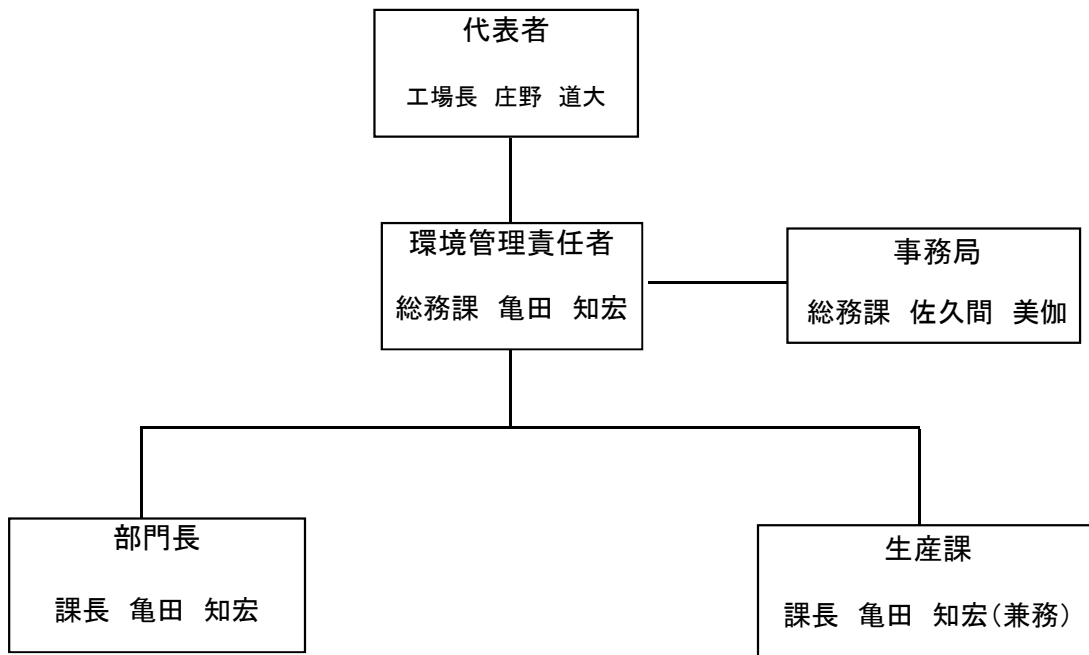 代表者
工場長 庄野 道大
環境管理責任者
総務課 亀田 知宏
事務局
総務課 佐久間 美伽
部門長
課長 亀田 知宏
生産課
課長 亀田 知宏(兼務)